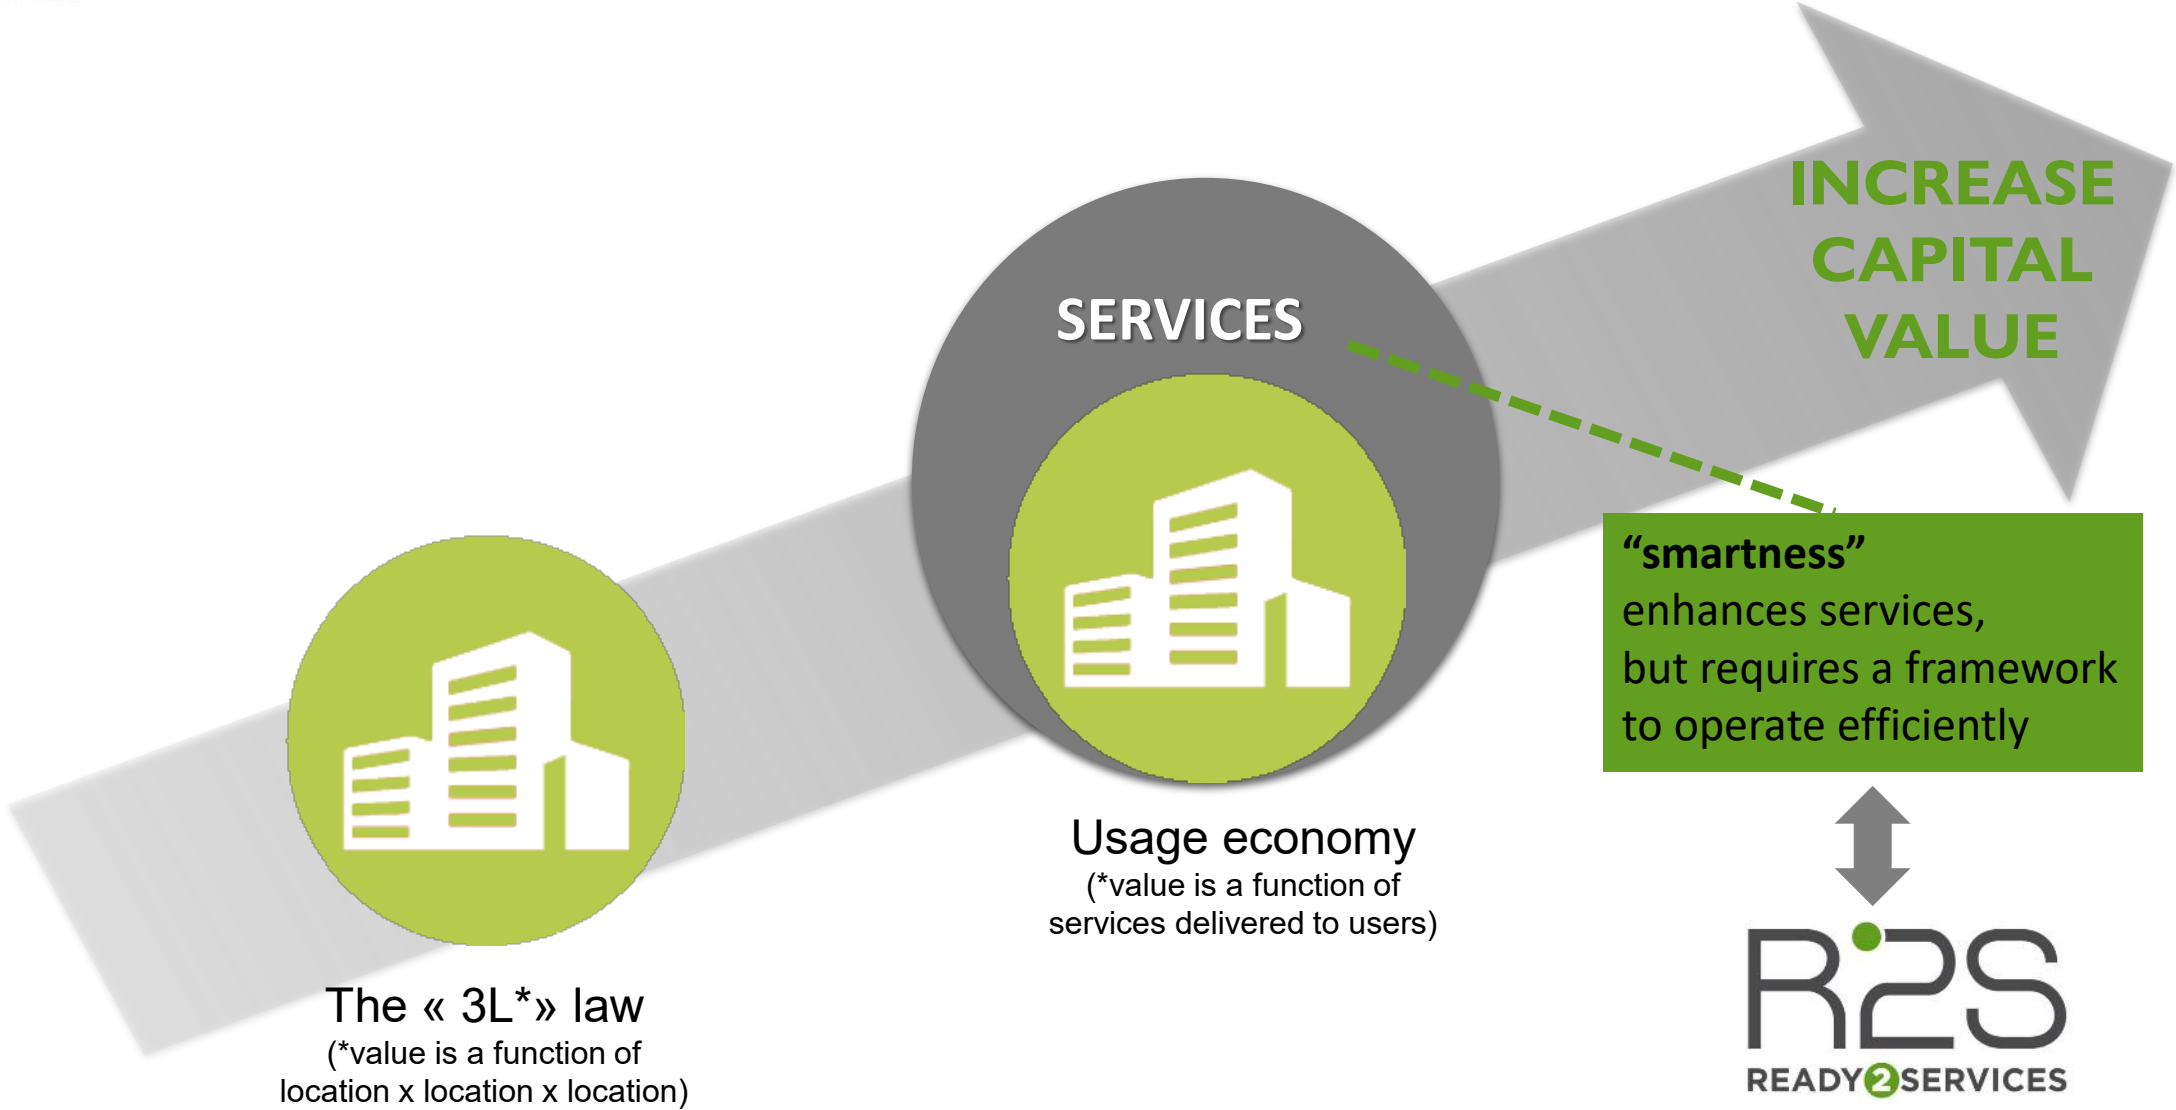 INCREASE
CAPITAL
VALUE
SERVICES
“smartness”
enhances services,
but requires a framework
to operate efficiently
Usage economy
(*value is a function of
services delivered to users)
The « 3L*» law
(*value is a function of
location x location x location)
R2S
READY2SERVICES